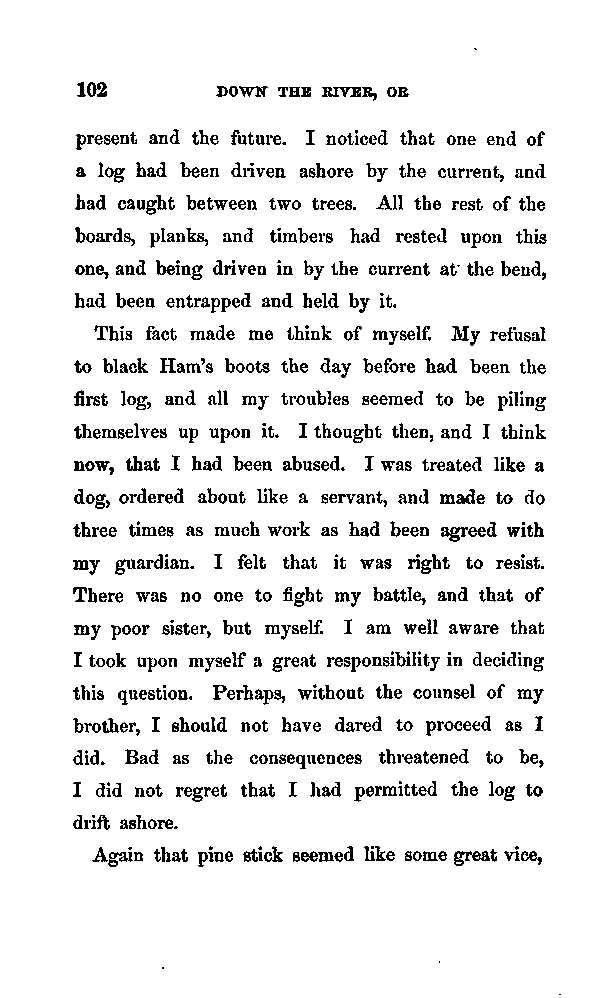 102 DOWN THE RIVER, OR
present and the future. I noticed that one end of
a log had been driven ashore by the current, and
had caught between two trees. All the rest of the
boards, planks, and timbers had rested upon this
one, and being driven in by the current at the bend,
had been entrapped and held by it.
This fact made me think of myself. My refusal
to black Ham's boots the day before had been the
first log, and all my troubles seemed to be piling
themselves up upon it. I thought then, and I think
now, that I had been abused. I was treated like a
dog, ordered about like a servant, and made to do
three times as much work as had been agreed with
my guardian. I felt that it was right to resist.
There was no one to fight my battle, and that of
my poor sister, but myself. I am well aware that
I took upon myself a great responsibility in deciding
this question. Perhaps, without the counsel of my
brother, I should not have dared to proceed as I
did. Bad as the consequences threatened to be,
I did not regret that I had permitted the log to
drift ashore.
Again that pine stick seemed like some great vice,